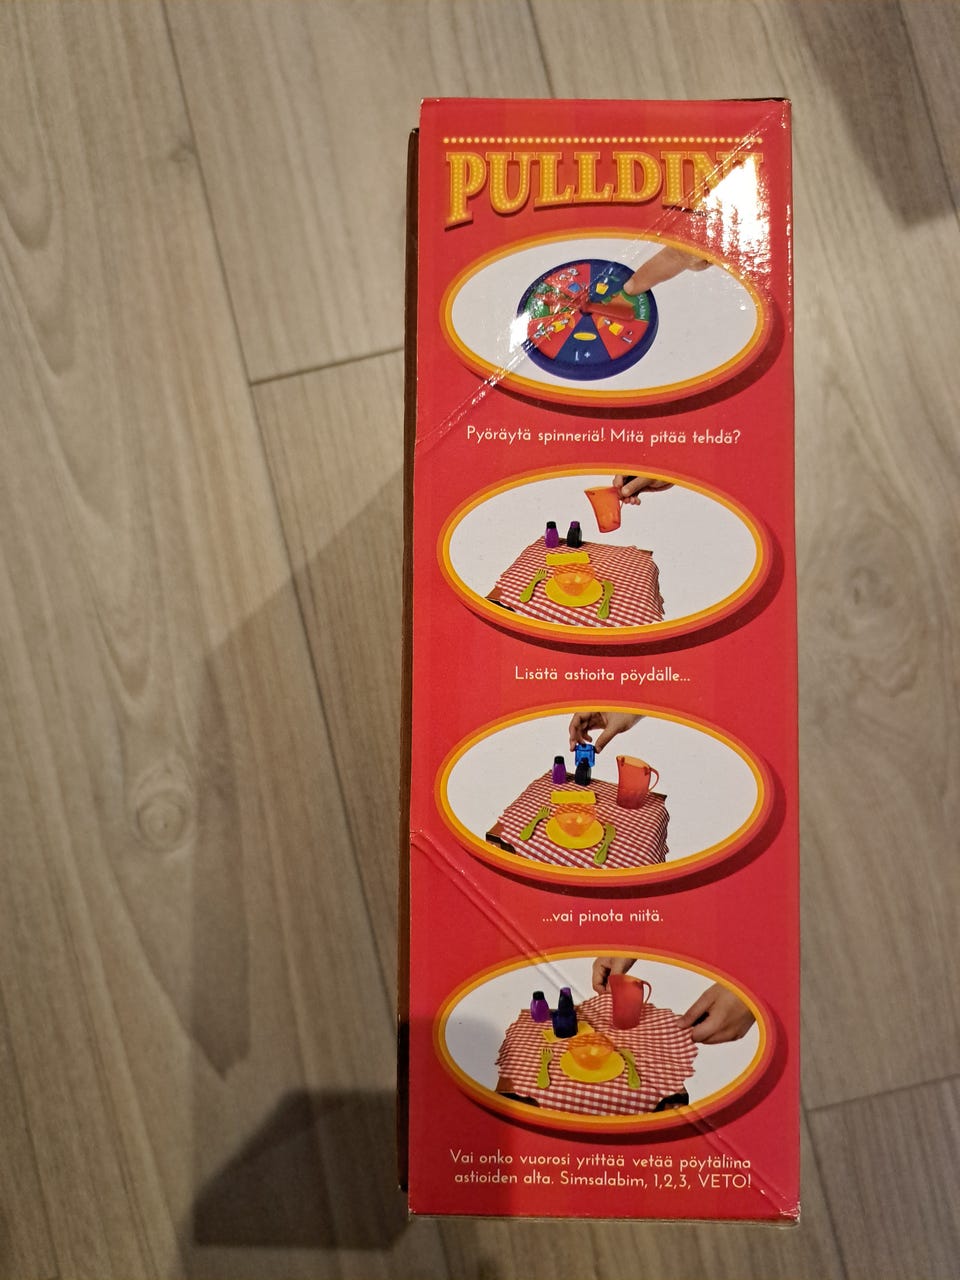 PULLDINI
Pyöräytä spinneriä! Mitä pitää tehdä?
Lisätä astioita pöydälle...
...vai pinota niitä.
Vai onko vuorosi yrittää vetää pöytäliina
astioiden alta. Simsalabim, 1,2,3, VETO!